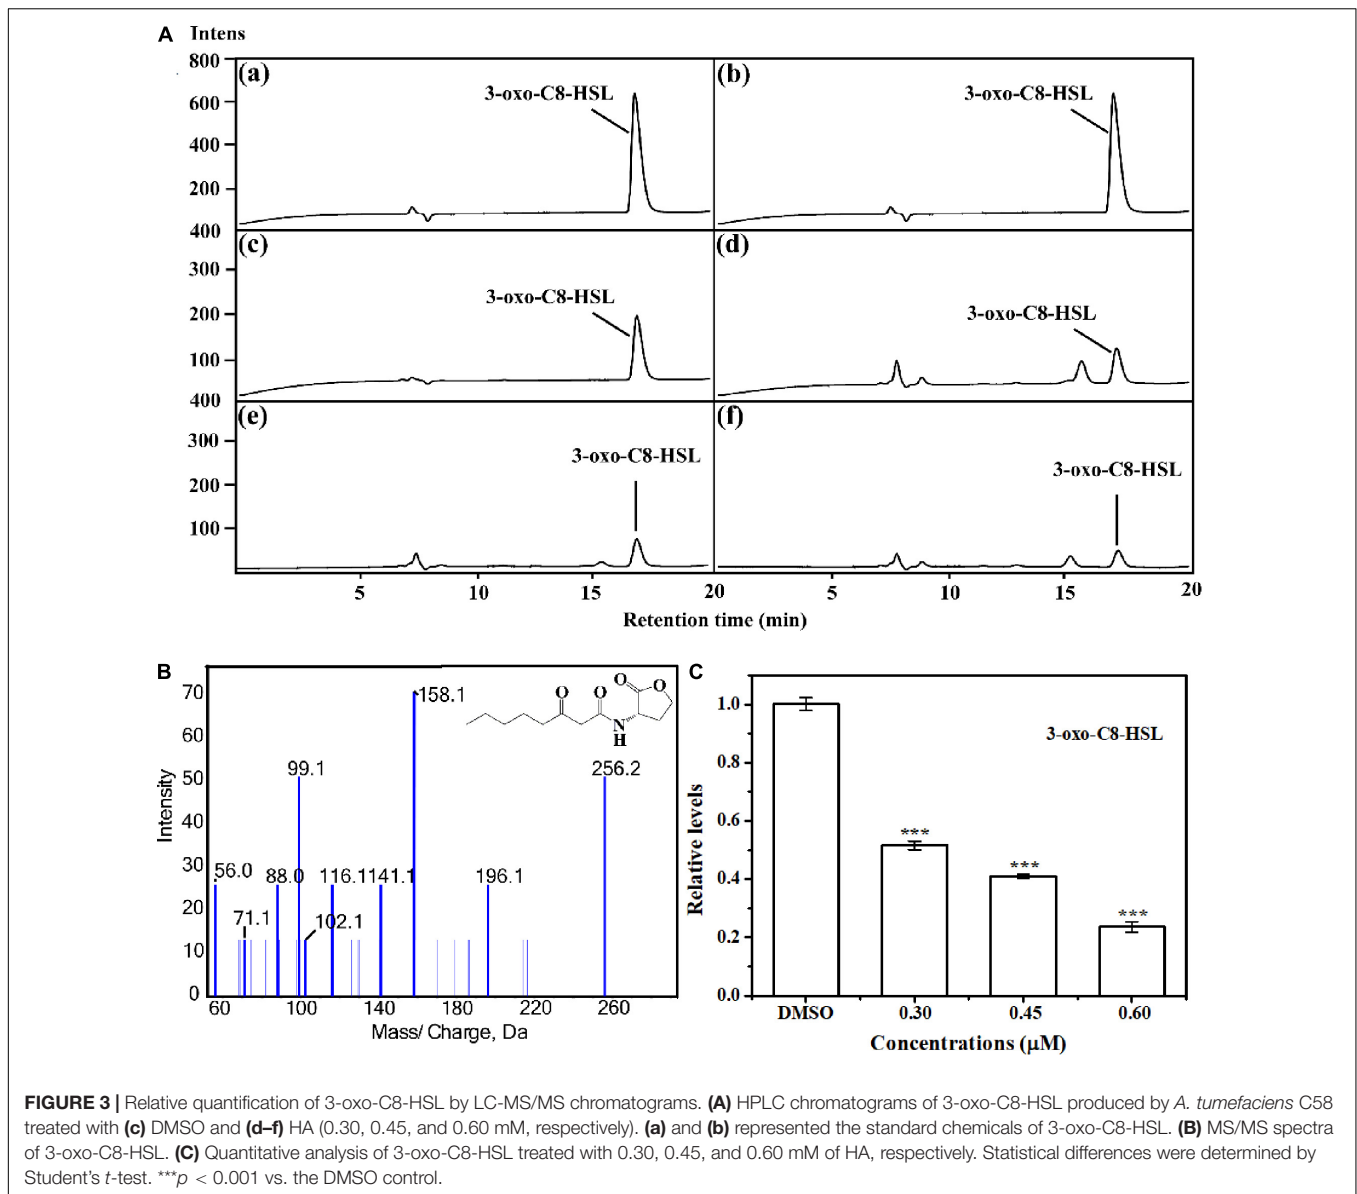 A Intens
800
600
400
200
(a)
3-oxo-C8-HSL
(b)
3-oxo-C8-HSL
400
300
200
100
(c)
3-oxo-C8-HSL
(d)
3-oxo-C8-HSL
400
300
200
100
(e)
3-oxo-C8-HSL
(f)
3-oxo-C8-HSL
5 10 15 20 5 10 15 20
Retention time (min)
B
70
60
50
40
30
20
10
0
Intensity
158.1
99.1
256.2
56.0
88.0
116.1
141.1
196.1
71.1
102.1
O O O O
N
H
60 100 140 180 220 260
Mass/ Charge, Da
C
1.0
0.8
0.6
0.4
0.2
0.0
Relative levels
3-oxo-C8-HSL
***
***
***
DMSO 0.30 0.45 0.60
Concentrations (μM)
FIGURE 3 | Relative quantification of 3-oxo-C8-HSL by LC-MS/MS chromatograms. (A) HPLC chromatograms of 3-oxo-C8-HSL produced by A. tumefaciens C58
treated with (c) DMSO and (d–f) HA (0.30, 0.45, and 0.60 mM, respectively). (a) and (b) represented the standard chemicals of 3-oxo-C8-HSL. (B) MS/MS spectra
of 3-oxo-C8-HSL. (C) Quantitative analysis of 3-oxo-C8-HSL treated with 0.30, 0.45, and 0.60 mM of HA, respectively. Statistical differences were determined by
Student's t-test. ***p < 0.001 vs. the DMSO control.